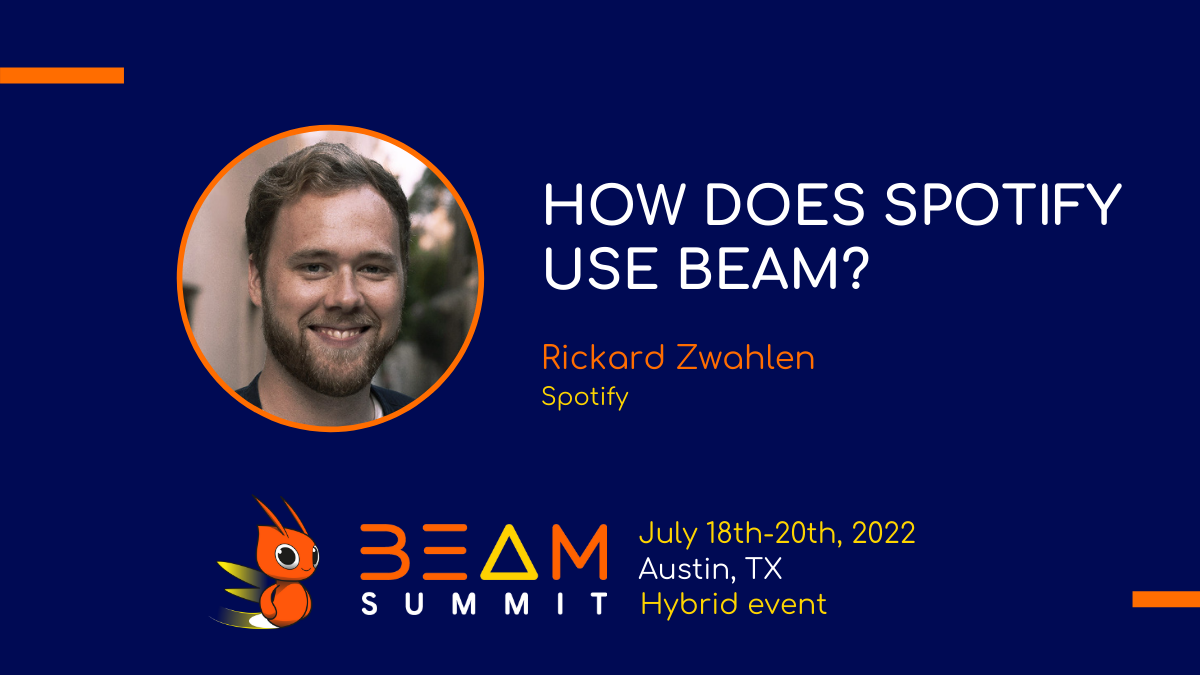 HOW DOES SPOTIFY
USE BEAM?
Rickard Zwahlen
Spotify
BEAM
SUMMIT
July 18th-20th, 2022
Austin, TX
Hybrid event